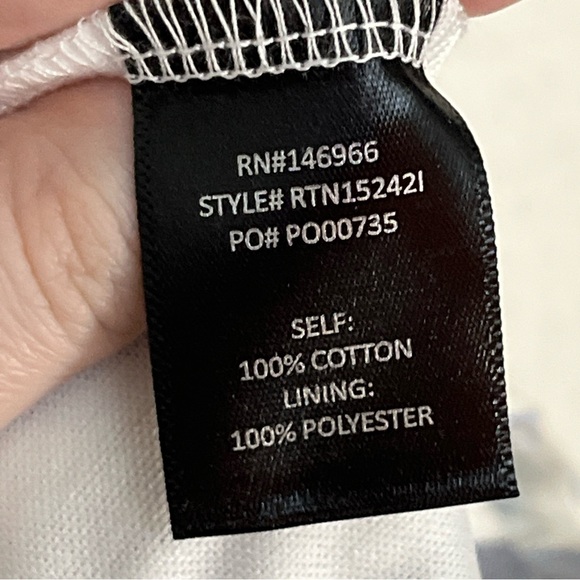 RN#146966
STYLE# RTN15242I
PO# PO00735
SELF:
100% COTTON
LINING:
100% POLYESTER